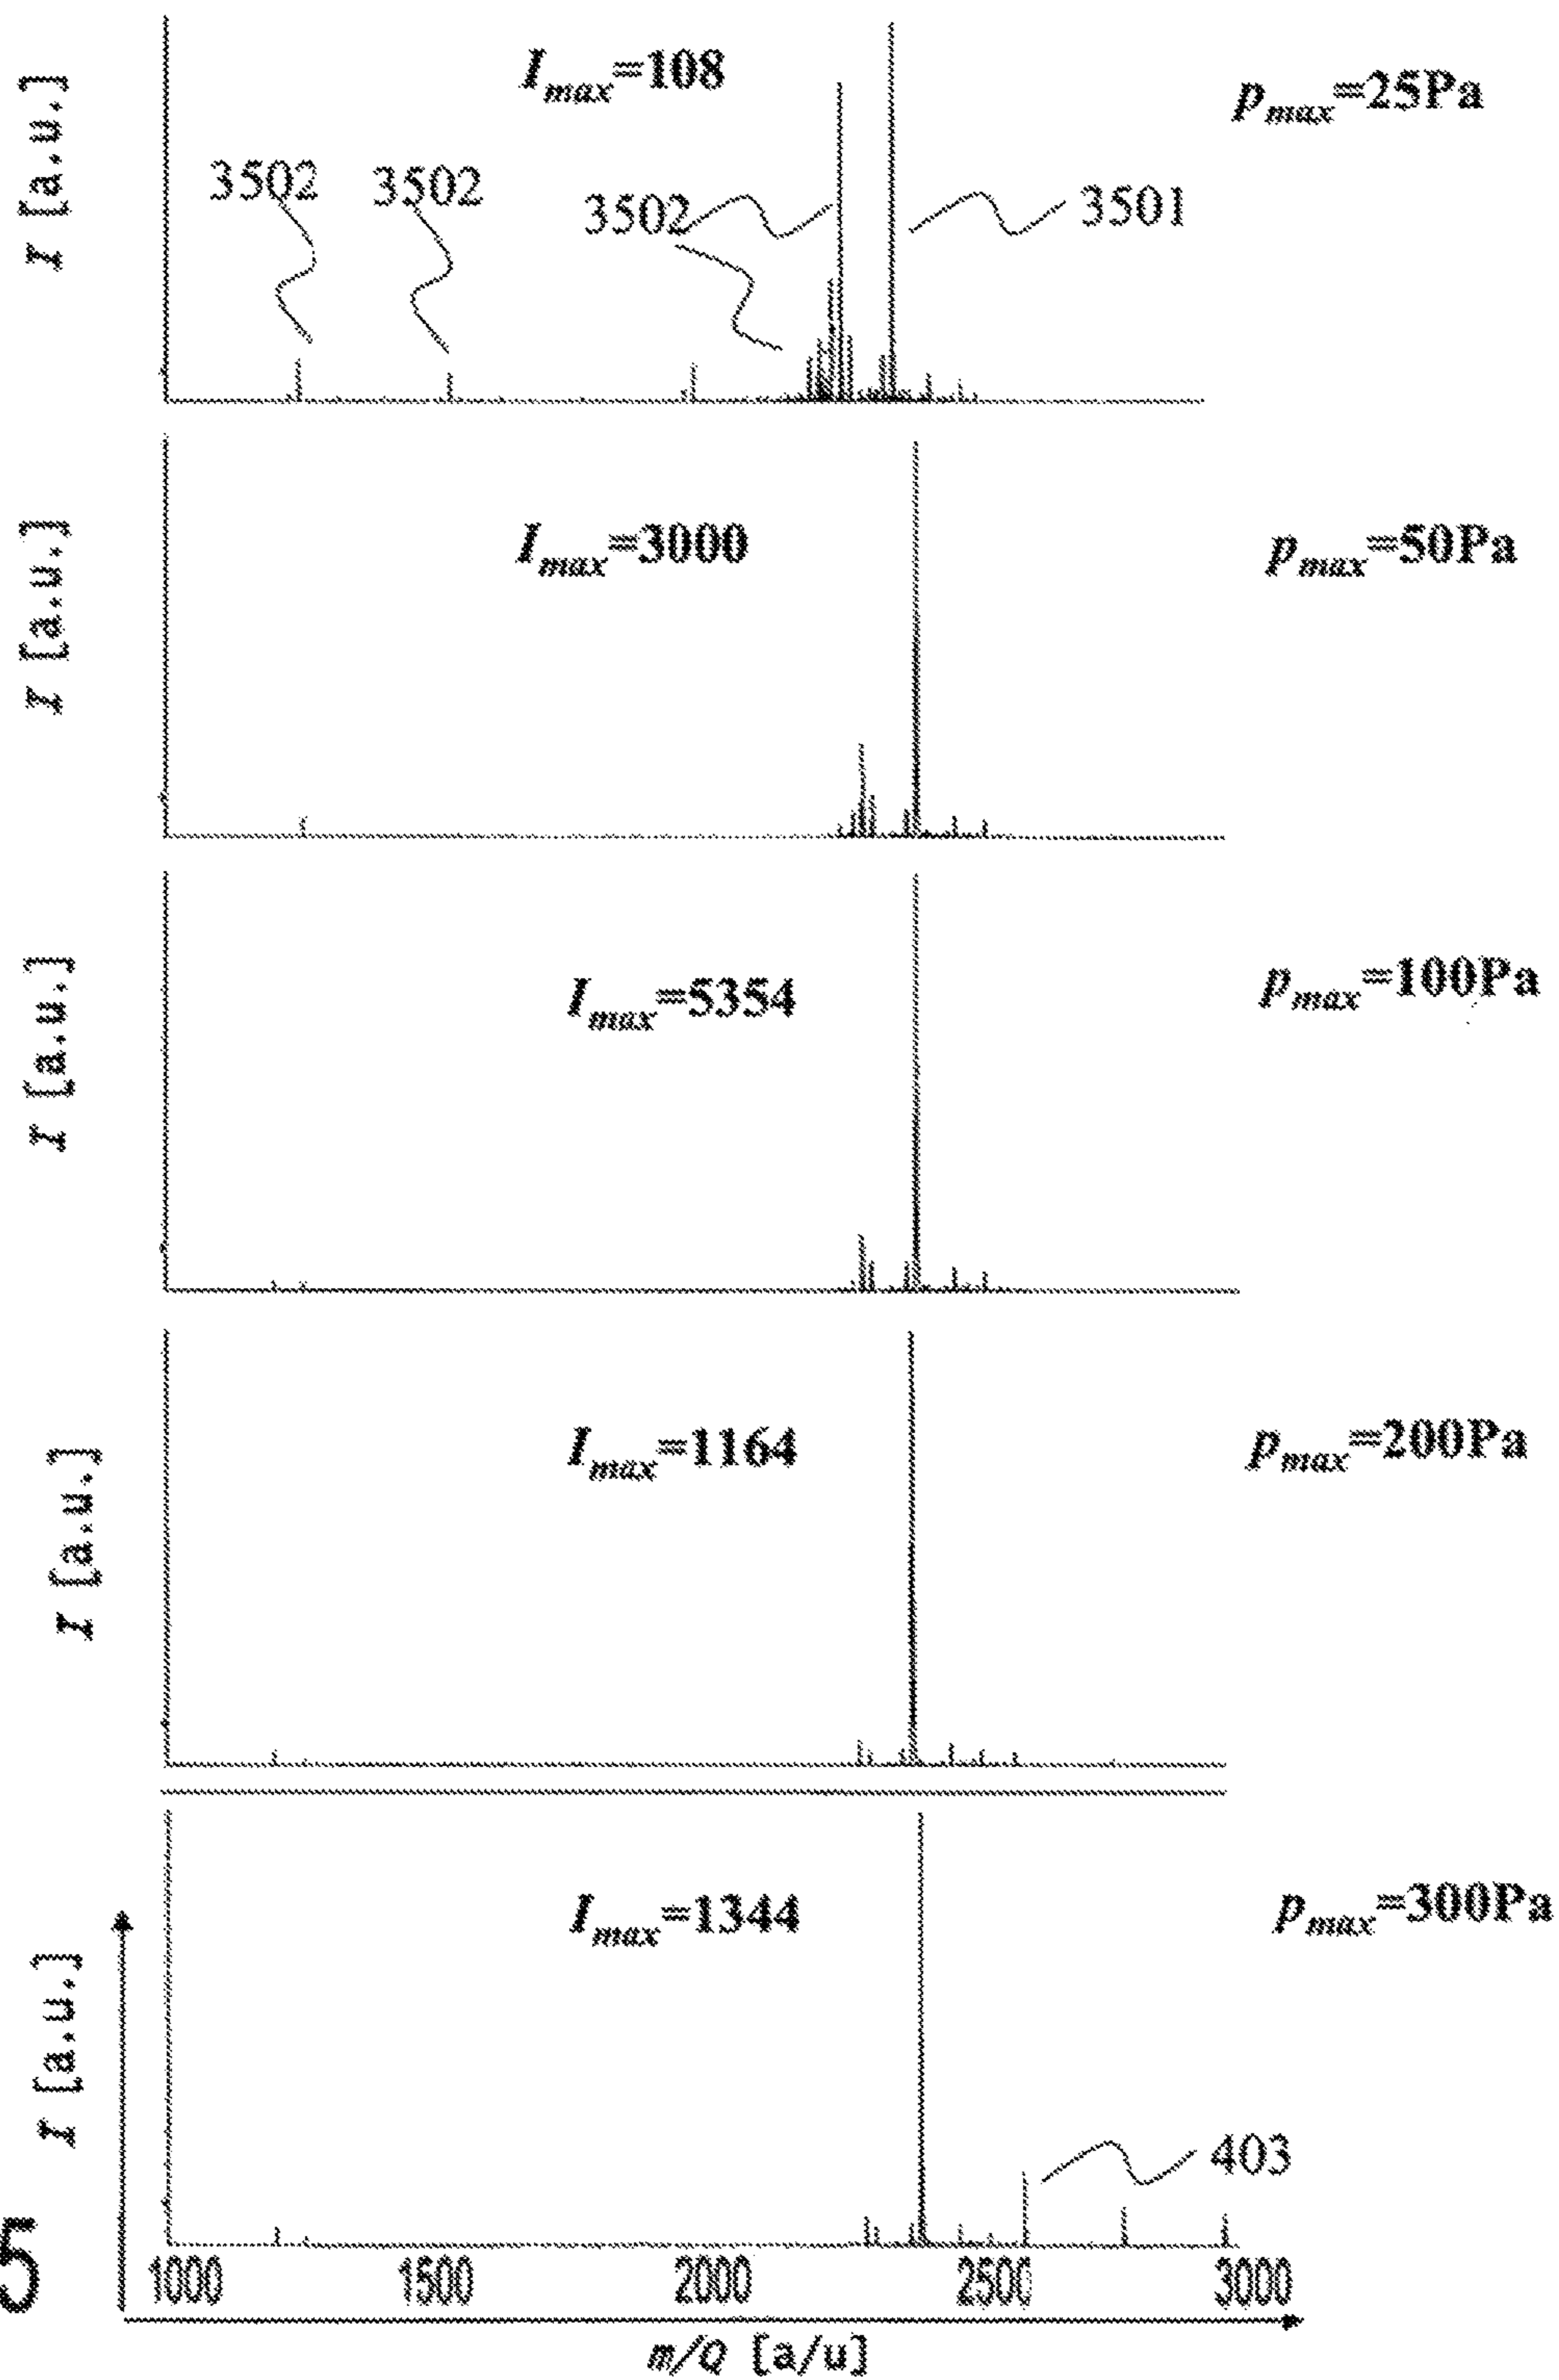 I [a.u.]
I_max=108
p_max=25Pa
3502
3502
3502
3501
I [a.u.]
I_max=3000
p_max=50Pa
I [a.u.]
I_max=5354
p_max=100Pa
I [a.u.]
I_max=1164
p_max=200Pa
I [a.u.]
I_max=1344
p_max=300Pa
403
5
1000 1500 2000 2500 3000
m/Q [a/u]